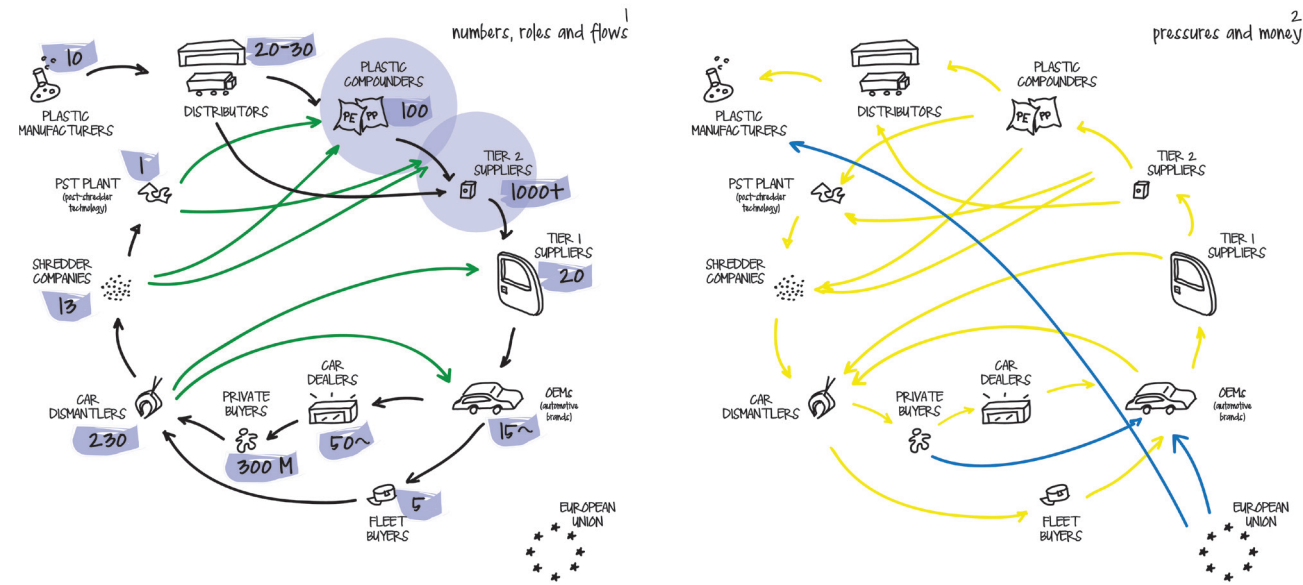 1
numbers, roles and flows
10
20-30
PLASTIC
COMPOUNDERS
PE PP
100
PLASTIC
MANUFACTURERS
DISTRIBUTORS
1
TIER 2
SUPPLIERS
1000+
PST PLANT
(post-shredder
technology)
TIER 1
SUPPLIERS
20
SHREDDER
COMPANIES
13
CAR
DEALERS
50~
OEMs
(automotive
brands)
15~
CAR
DISMANTLERS
230
PRIVATE
BUYERS
300 M
5
FLEET
BUYERS
EUROPEAN
UNION
2
pressures and money
PLASTIC
COMPOUNDERS
PE PP
PLASTIC
MANUFACTURERS
DISTRIBUTORS
TIER 2
SUPPLIERS
PST PLANT
(post-shredder
technology)
TIER 1
SUPPLIERS
SHREDDER
COMPANIES
CAR
DEALERS
OEMs
(automotive
brands)
CAR
DISMANTLERS
PRIVATE
BUYERS
FLEET
BUYERS
EUROPEAN
UNION